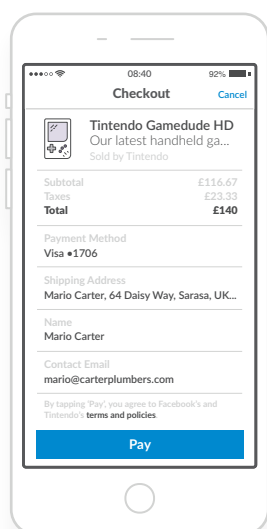 08:40 92%
Checkout Cancel
Tintendo Gamedude HD
Our latest handheld ga...
Sold by Tintendo
Subtotal £116.67
Taxes £23.33
Total £140
Payment Method
Visa •1706
Shipping Address
Mario Carter, 64 Daisy Way, Sarasa, UK...
Name
Mario Carter
Contact Email
mario@carterplumbers.com
By tapping 'Pay', you agree to Facebook's and
Tintendo's terms and policies.
Pay